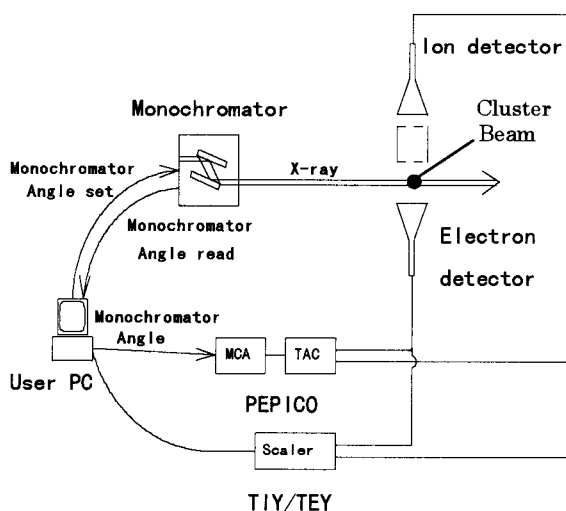 Ion detector
Monochromator
Cluster
Beam
X-ray
Monochromator
Angle set
Monochromator
Angle read
Electron
detector
Monochromator
Angle
User PC
MCA
TAC
PEPICO
Scaler
TIY/TEY